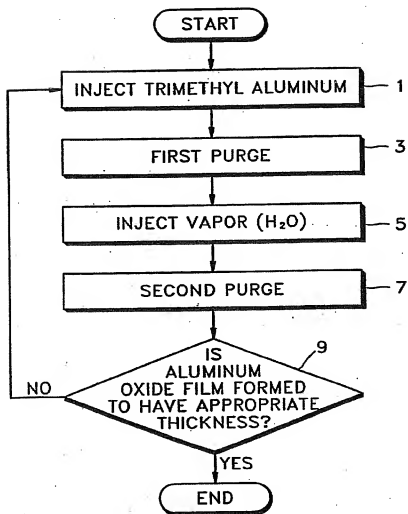 START
INJECT TRIMETHYL ALUMINUM
1
FIRST PURGE
3
INJECT VAPOR (H₂O)
5
SECOND PURGE
7
9
IS
ALUMINUM
OXIDE FILM FORMED
TO HAVE APPROPRIATE
THICKNESS?
NO
YES
END